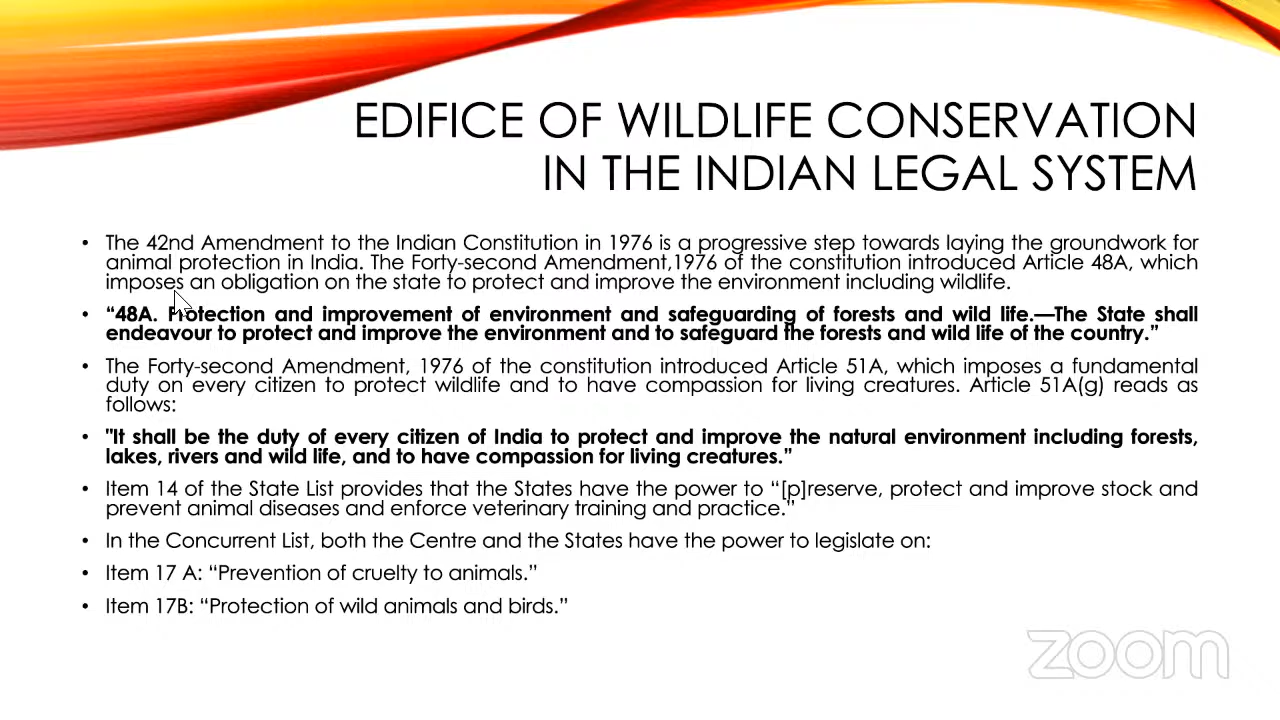 EDIFICE OF WILDLIFE CONSERVATION
IN THE INDIAN LEGAL SYSTEM
• The 42nd Amendment to the Indian Constitution in 1976 is a progressive step towards laying the groundwork for
animal protection in India. The Forty-second Amendment,1976 of the constitution introduced Article 48A, which
imposes an obligation on the state to protect and improve the environment including wildlife.
• “48A. Protection and improvement of environment and safeguarding of forests and wild life.—The State shall
endeavour to protect and improve the environment and to safeguard the forests and wild life of the country.”
• The Forty-second Amendment, 1976 of the constitution introduced Article 51A, which imposes a fundamental
duty on every citizen to protect wildlife and to have compassion for living creatures. Article 51A(g) reads as
follows:
• "It shall be the duty of every citizen of India to protect and improve the natural environment including forests,
lakes, rivers and wild life, and to have compassion for living creatures.”
• Item 14 of the State List provides that the States have the power to “[p]reserve, protect and improve stock and
prevent animal diseases and enforce veterinary training and practice.”
• In the Concurrent List, both the Centre and the States have the power to legislate on:
• Item 17 A: “Prevention of cruelty to animals.”
• Item 17B: “Protection of wild animals and birds.”
zoom